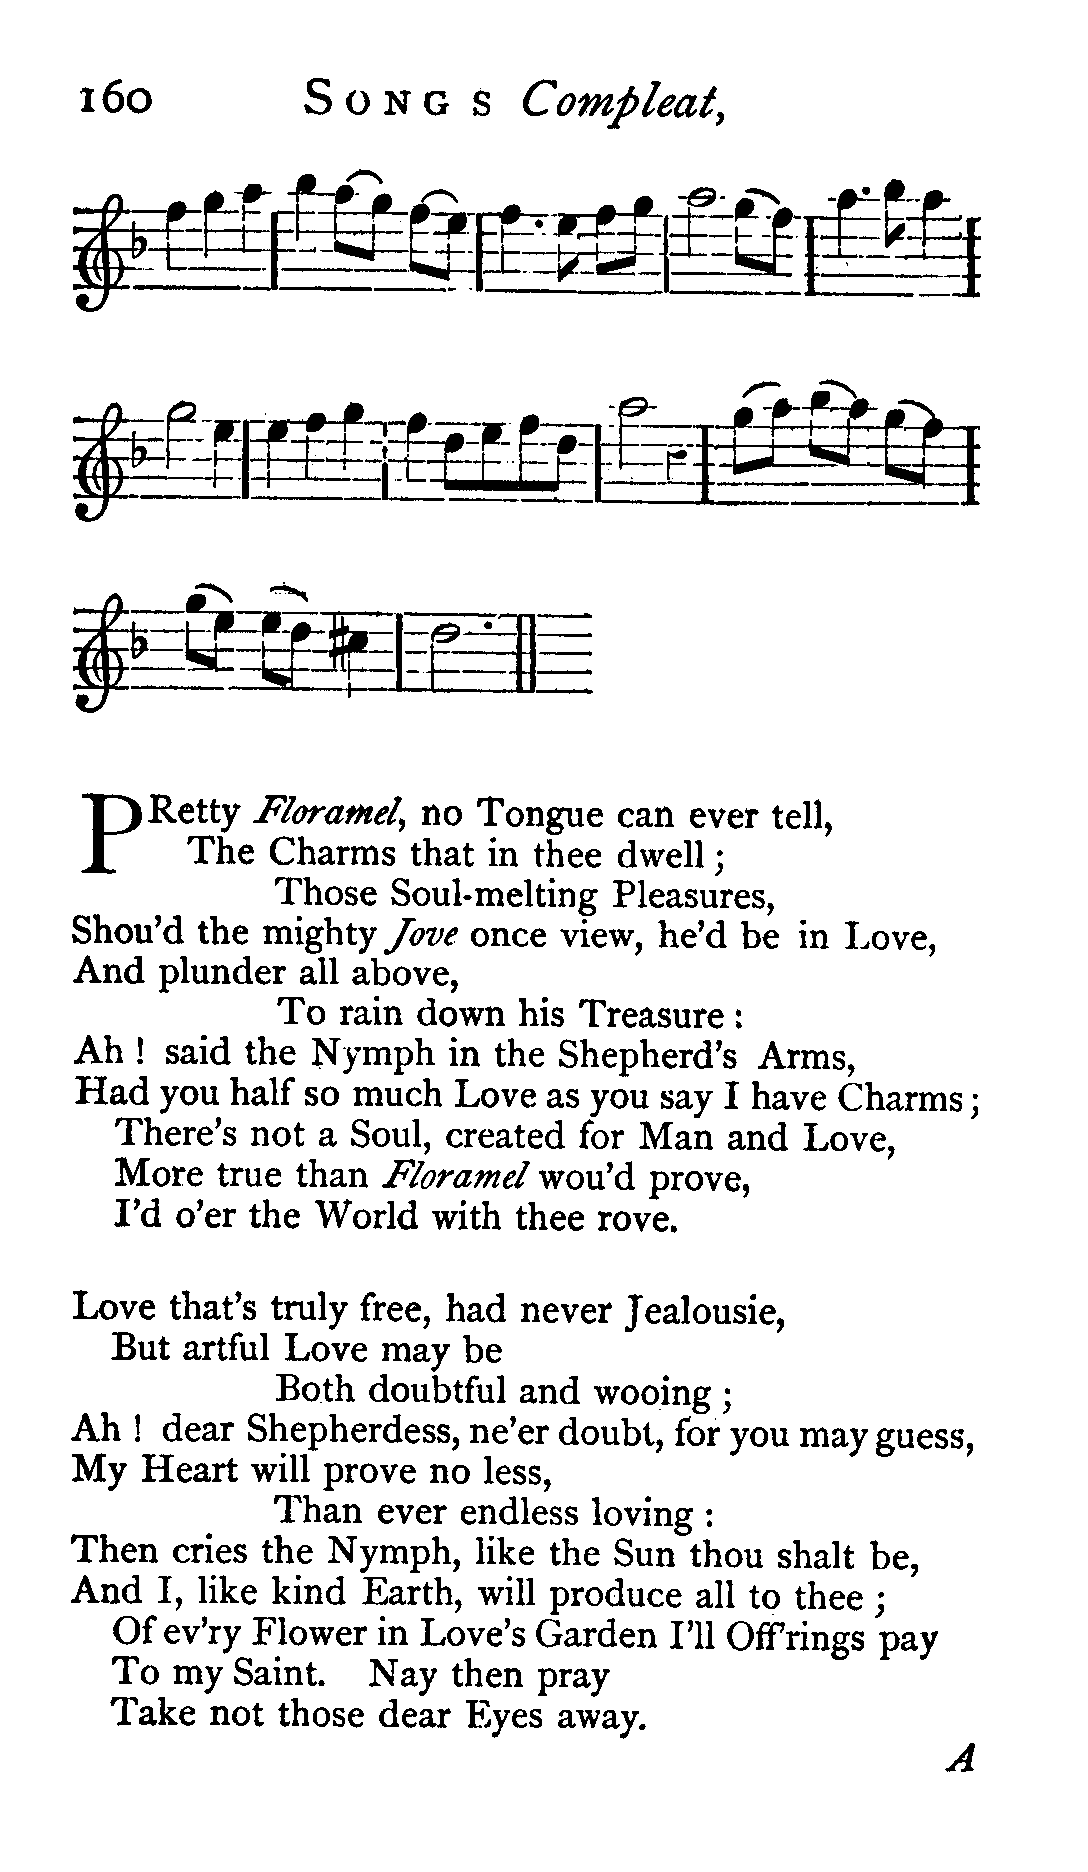 160 SONGS Compleat,
PRetty Floramel, no Tongue can ever tell,
The Charms that in thee dwell ;
Those Soul-melting Pleasures,
Shou'd the mighty Jove once view, he'd be in Love,
And plunder all above,
To rain down his Treasure :
Ah ! said the Nymph in the Shepherd's Arms,
Had you half so much Love as you say I have Charms ;
There's not a Soul, created for Man and Love,
More true than Floramel wou'd prove,
I'd o'er the World with thee rove.
Love that's truly free, had never Jealousie,
But artful Love may be
Both doubtful and wooing ;
Ah ! dear Shepherdess, ne'er doubt, for you may guess,
My Heart will prove no less,
Than ever endless loving :
Then cries the Nymph, like the Sun thou shalt be,
And I, like kind Earth, will produce all to thee ;
Of ev'ry Flower in Love's Garden I'll Off'rings pay
To my Saint. Nay then pray
Take not those dear Eyes away.
A